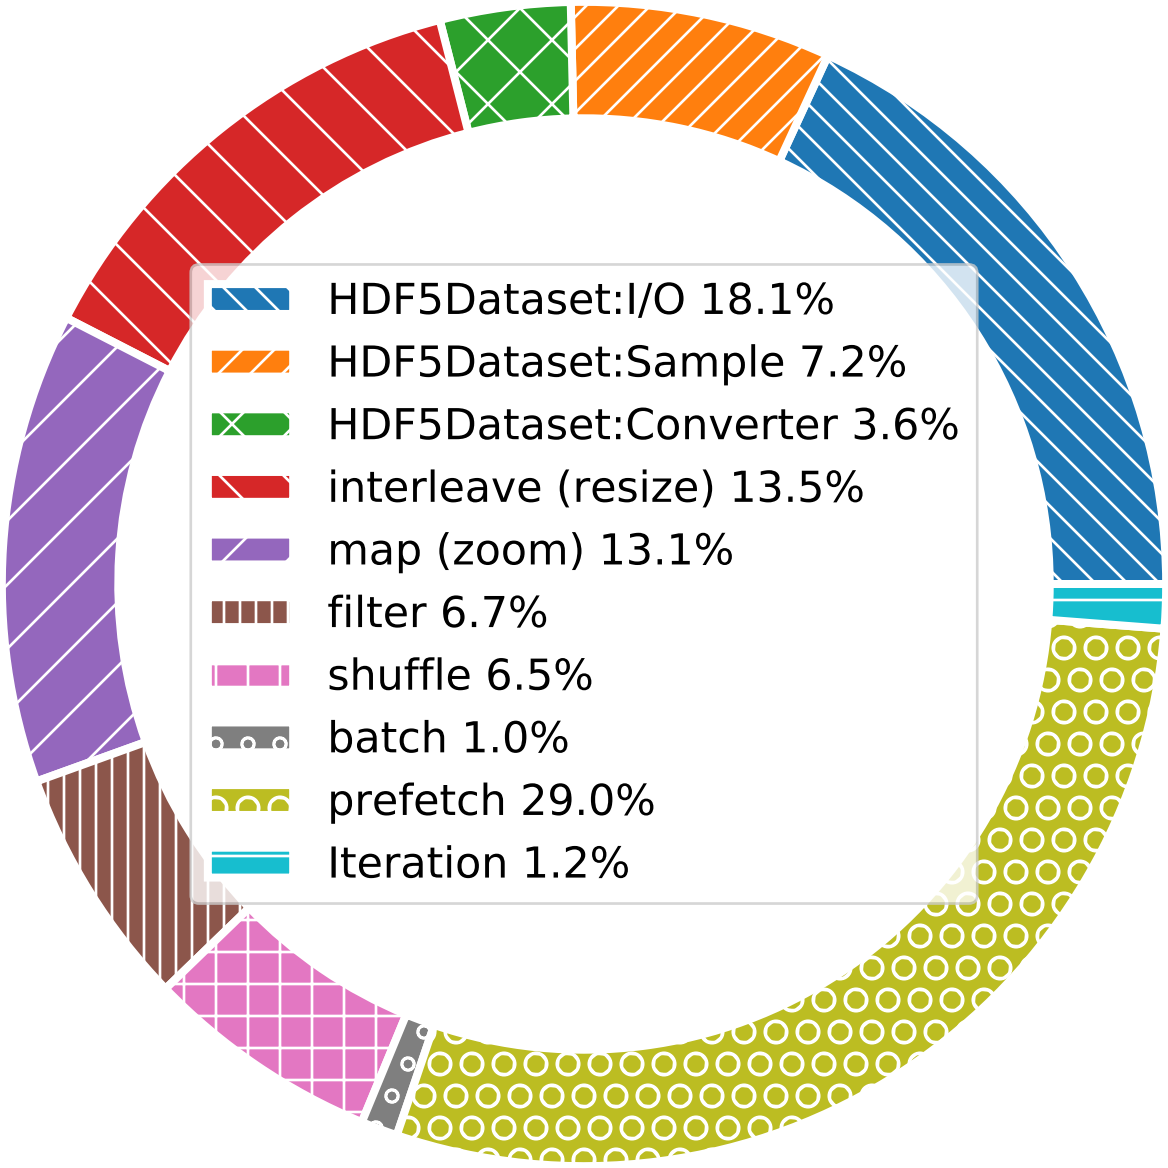 HDF5Dataset:I/O 18.1%
HDF5Dataset:Sample 7.2%
HDF5Dataset:Converter 3.6%
interleave (resize) 13.5%
map (zoom) 13.1%
filter 6.7%
shuffle 6.5%
batch 1.0%
prefetch 29.0%
Iteration 1.2%